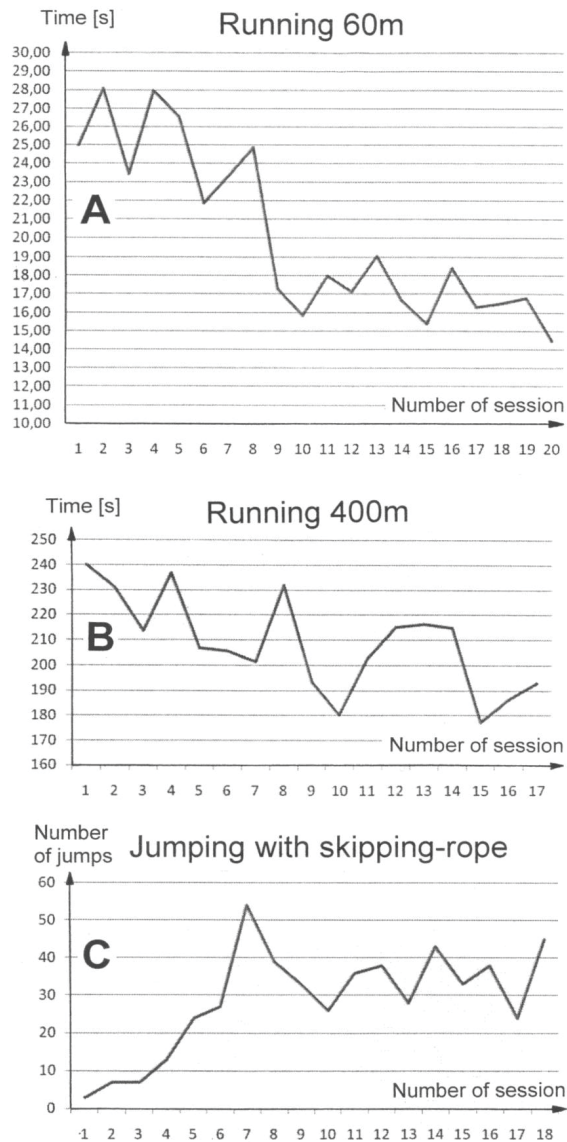 Time [s]
Running 60m
30,00
29,00
28,00
27,00
26,00
25,00
24,00
23,00
22,00
21,00
20,00
19,00
18,00
17,00
16,00
15,00
14,00
13,00
12,00
11,00
10,00
A
Number of session
1 2 3 4 5 6 7 8 9 10 11 12 13 14 15 16 17 18 19 20
Time [s]
Running 400m
250
240
230
220
210
200
190
180
170
160
B
Number of session
1 2 3 4 5 6 7 8 9 10 11 12 13 14 15 16 17
Number
of jumps
Jumping with skipping-rope
60
50
40
30
20
10
0
C
Number of session
1 2 3 4 5 6 7 8 9 10 11 12 13 14 15 16 17 18